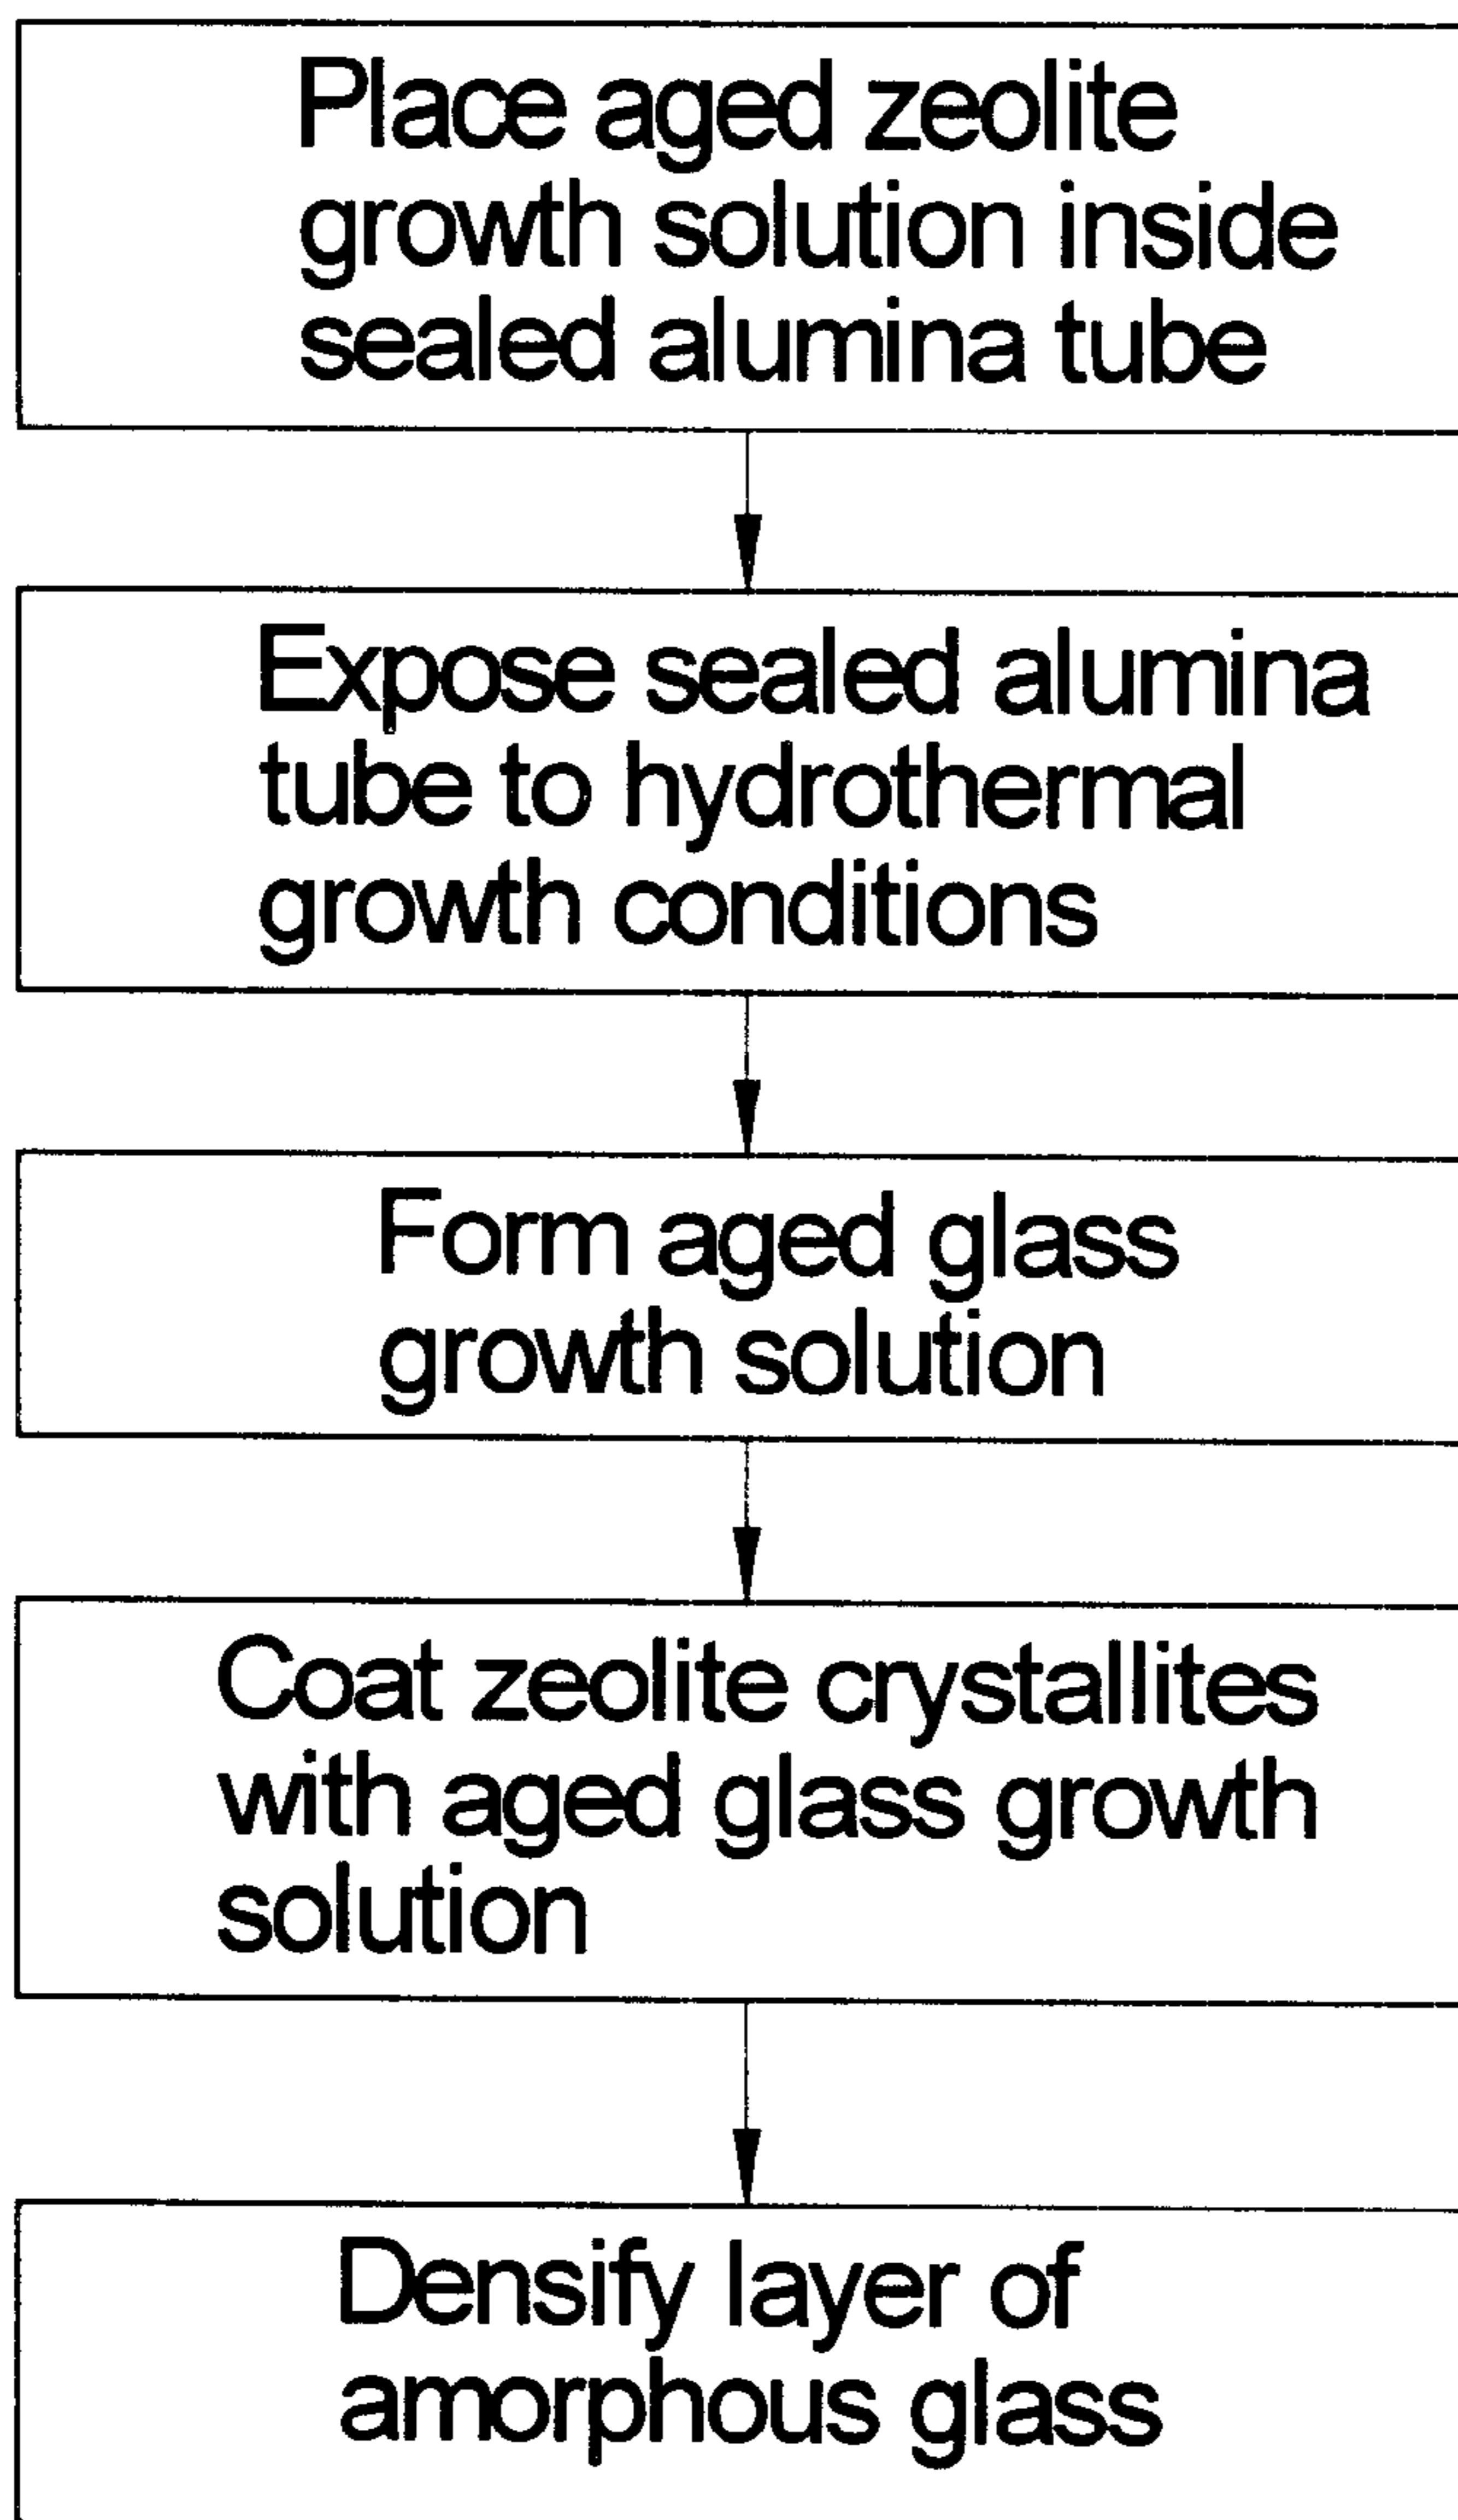 Place aged zeolite
growth solution inside
sealed alumina tube
Expose sealed alumina
tube to hydrothermal
growth conditions
Form aged glass
growth solution
Coat zeolite crystallites
with aged glass growth
solution
Densify layer of
amorphous glass